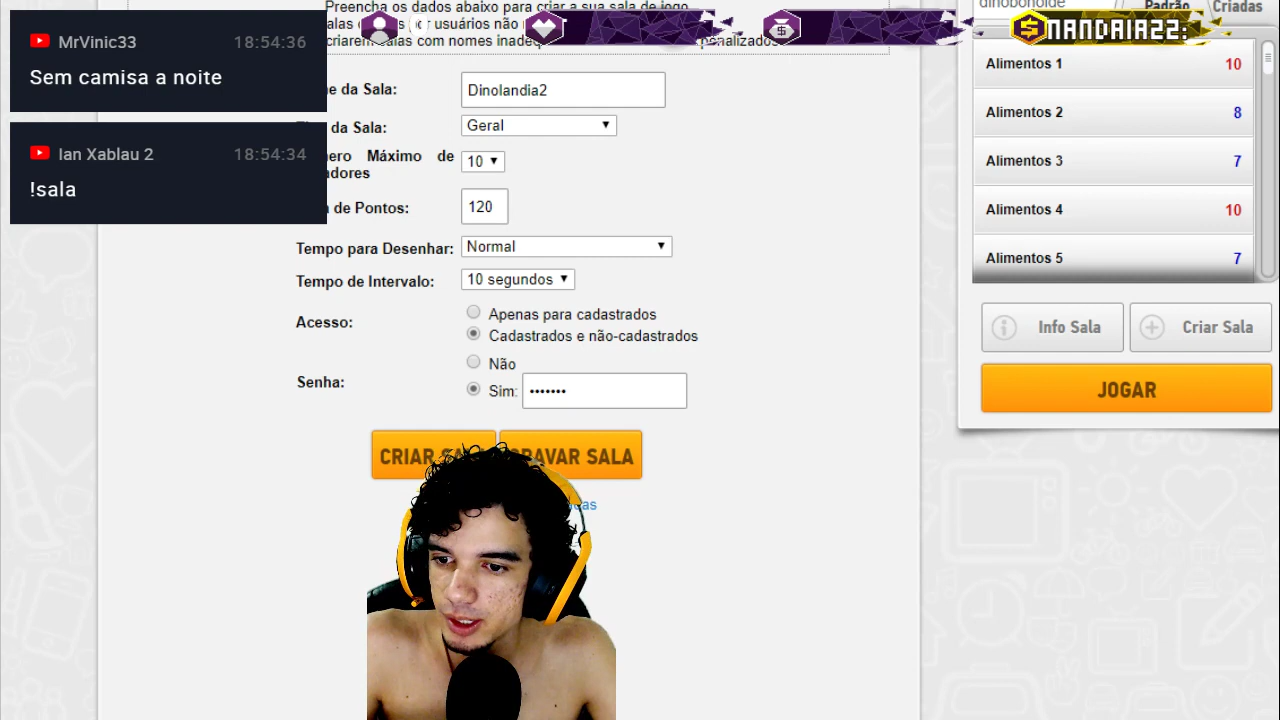 Preencha os dados abaixo para criar a sua sala de jogo.
usuários não
MrVinic33 18:54:36
Sem camisa a noite
Ian Xablau 2 18:54:34
!sala
da Sala: Dinolandia2
da Sala: Geral
Máximo de 10
de Pontos: 120
Tempo para Desenhar: Normal
Tempo de Intervalo: 10 segundos
Acesso: Apenas para cadastrados
Cadastrados e não-cadastrados
Senha: Não
Sim: •••••••
CRIAR SALA
GRAVAR SALA
NANDAIA22:
Padrão
Criadas
Alimentos 1 10
Alimentos 2 8
Alimentos 3 7
Alimentos 4 10
Alimentos 5 7
Info Sala
Criar Sala
JOGAR